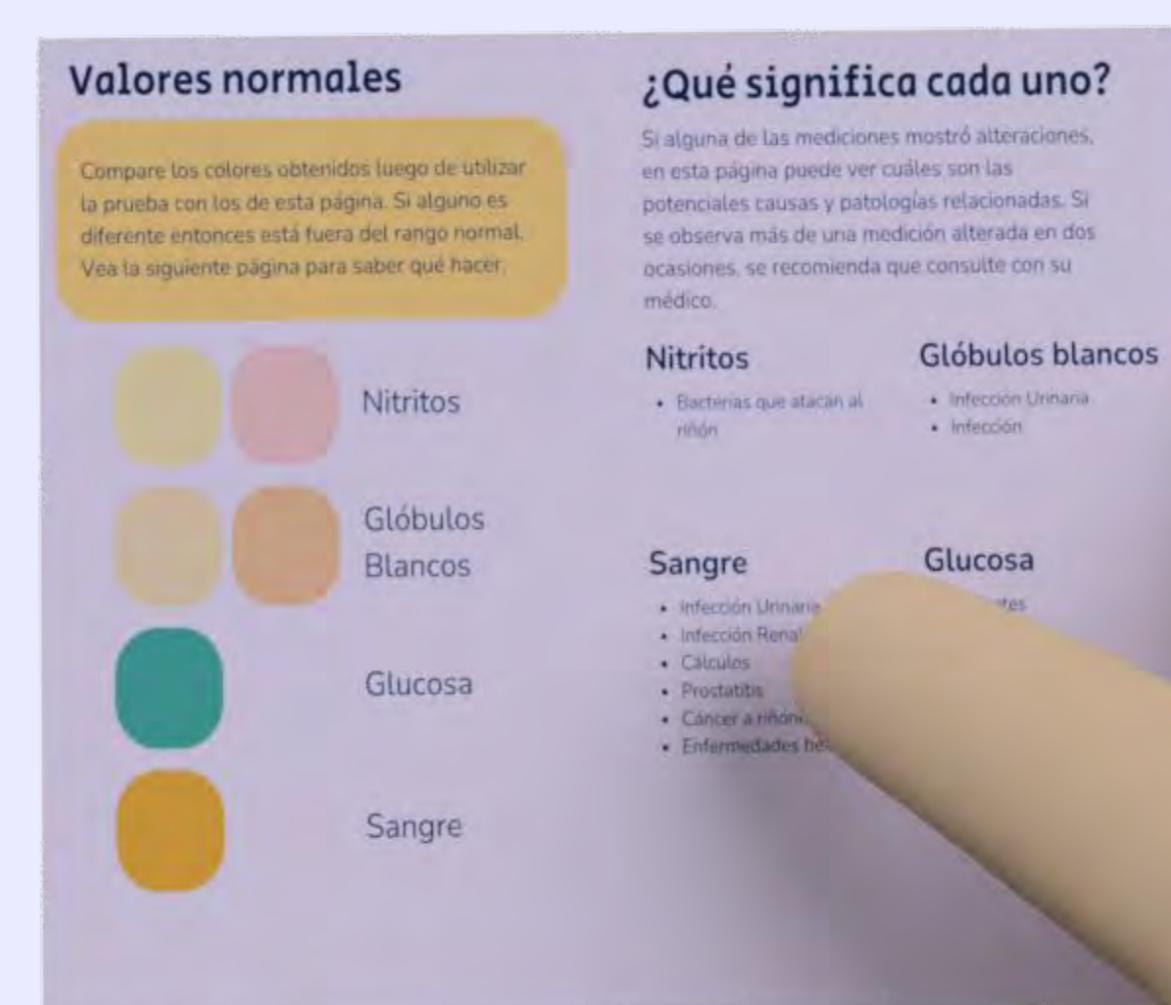 Valores normales
Compare los colores obtenidos luego de utilizar
la prueba con los de esta página. Si alguno es
diferente entonces está fuera del rango normal.
Vea la siguiente página para saber qué hacer.
Nitritos
Glóbulos
Blancos
Glucosa
Sangre
¿Qué significa cada uno?
Si alguna de las mediciones mostró alteraciones,
en esta página puede ver cuáles son las
potenciales causas y patologías relacionadas. Si
se observa más de una medición alterada en dos
ocasiones, se recomienda que consulte con su
médico.
Nitritos
• Bacterias que atacan al
riñón
Glóbulos blancos
• Infección Urinaria
• Infección
Sangre
• Infección Urinaria
• Infección Renal
• Cálculos
• Prostatitis
• Cáncer a
• Enfermedades
Glucosa